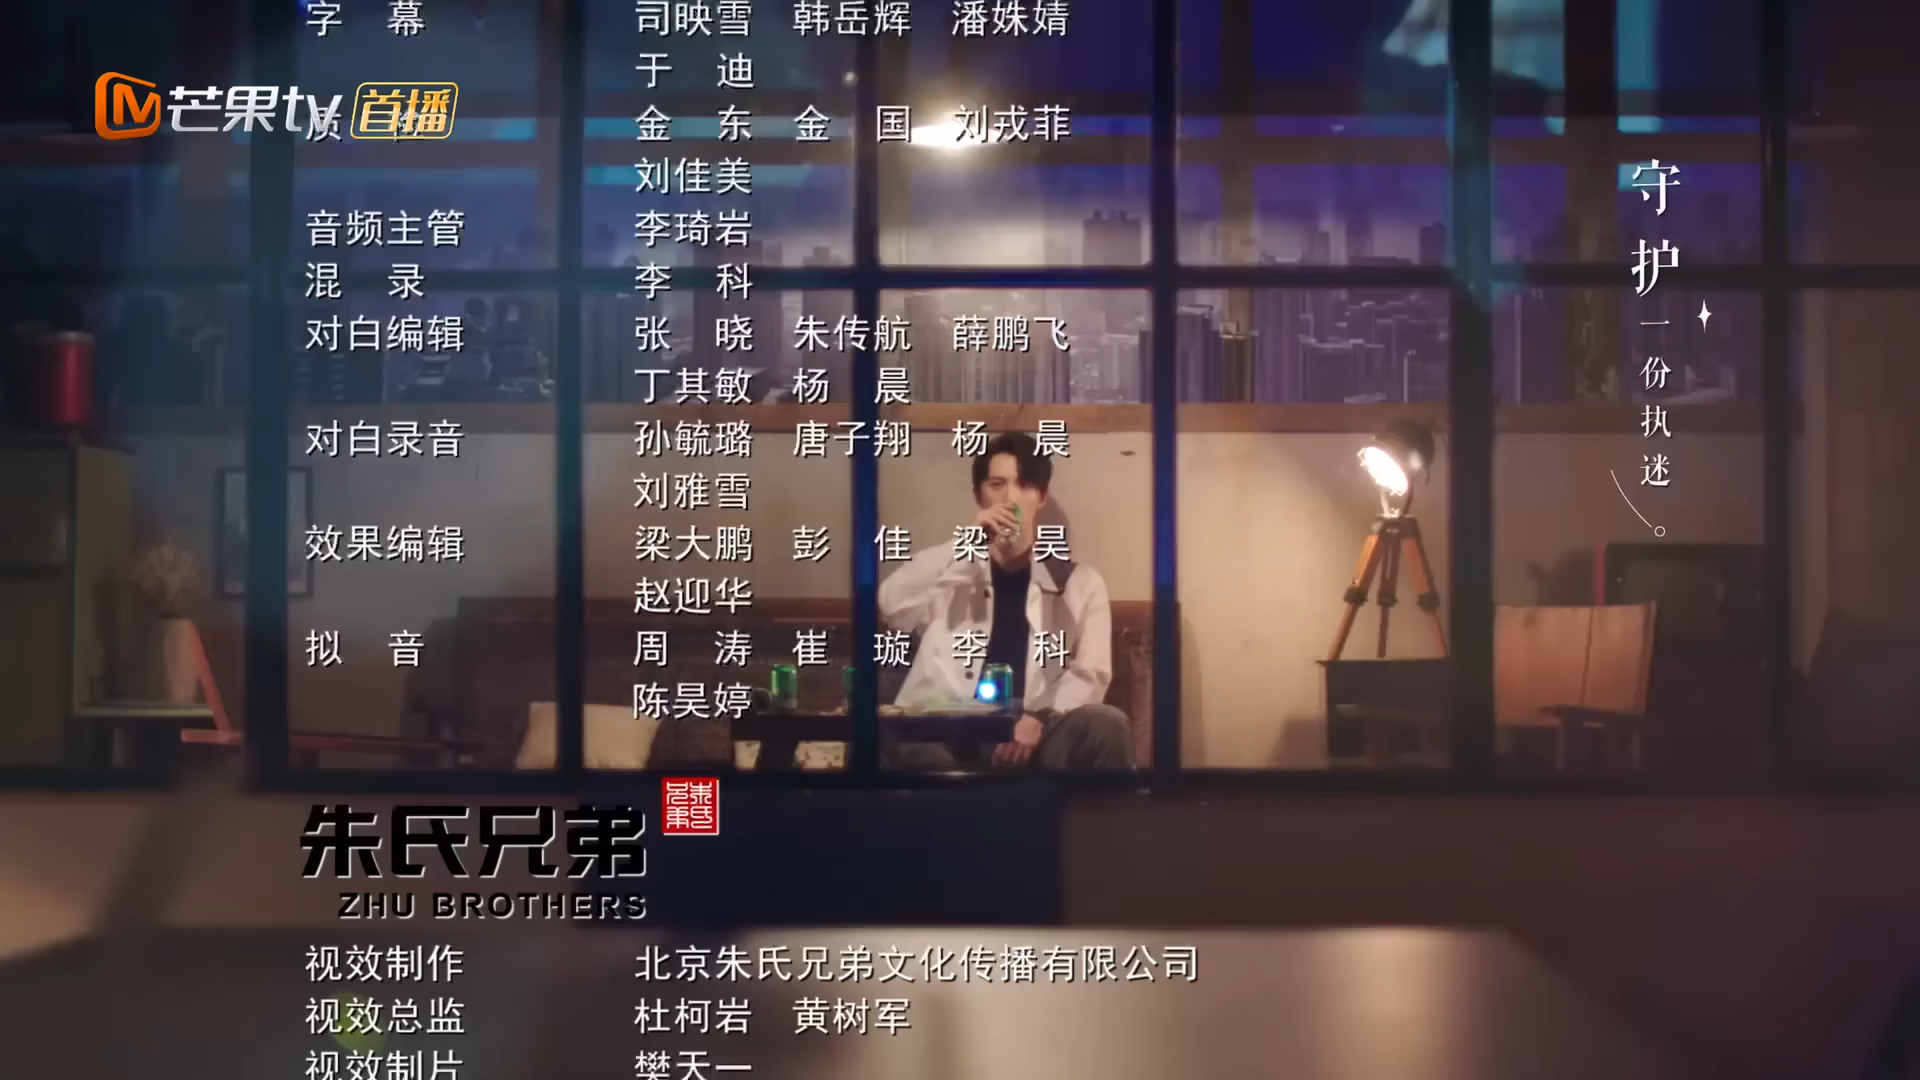 字 幕 司映雪 韩岳辉 潘姝婧
于 迪
芒果tv 首播
质 检 金 东 金 国 刘戎菲
刘佳美
音频主管 李琦岩
混 录 李 科
对白编辑 张 晓 朱传航 薛鹏飞
丁其敏 杨 晨
对白录音 孙毓璐 唐子翔 杨 晨
刘雅雪
效果编辑 梁大鹏 彭 佳 梁 昊
赵迎华
拟 音 周 涛 崔 璇 李 科
陈昊婷
朱氏兄弟
朱氏兄弟
ZHU BROTHERS
视效制作 北京朱氏兄弟文化传播有限公司
视效总监 杜柯岩 黄树军
视效制片 樊天一
守护一份执迷